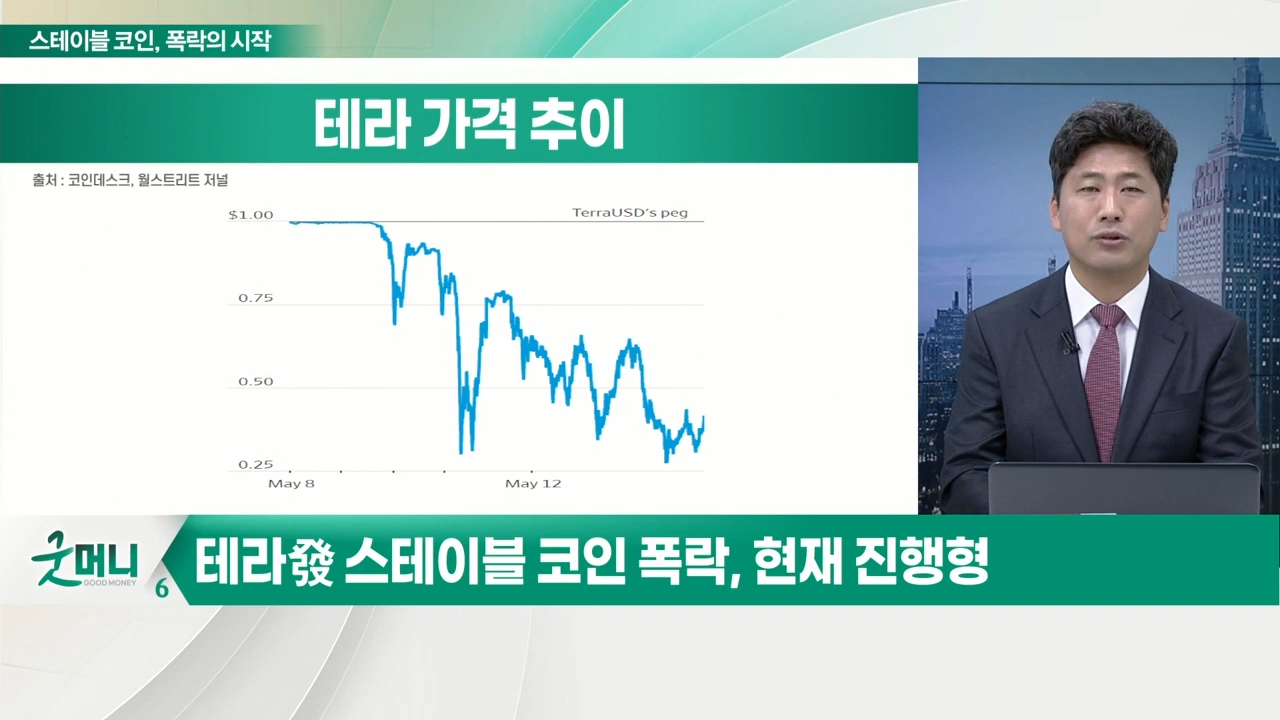 스테이블 코인, 폭락의 시작
테라 가격 추이
출처 : 코인데스크, 월스트리트 저널
$1.00
TerraUSD's peg
0.75
0.50
0.25
May 8
May 12
굿머니
GOOD MONEY
6
테라發 스테이블 코인 폭락, 현재 진행형